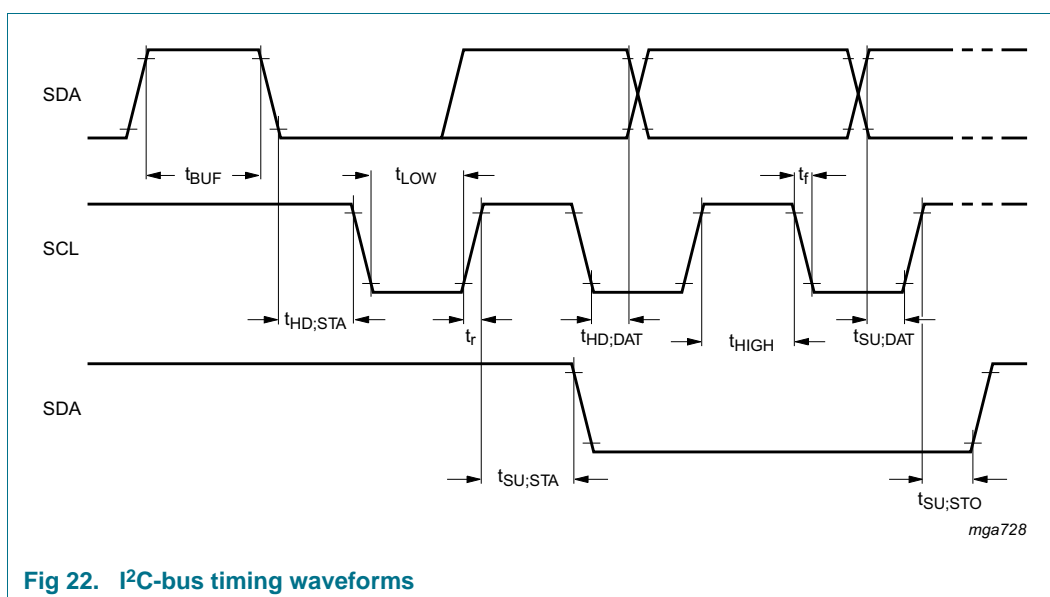 SDA
tBUF
tLOW
tf
SCL
tHD;STA
tr
tHD;DAT
tHIGH
tSU;DAT
SDA
tSU;STA
tSU;STO
mga728
Fig 22. I2C-bus timing waveforms